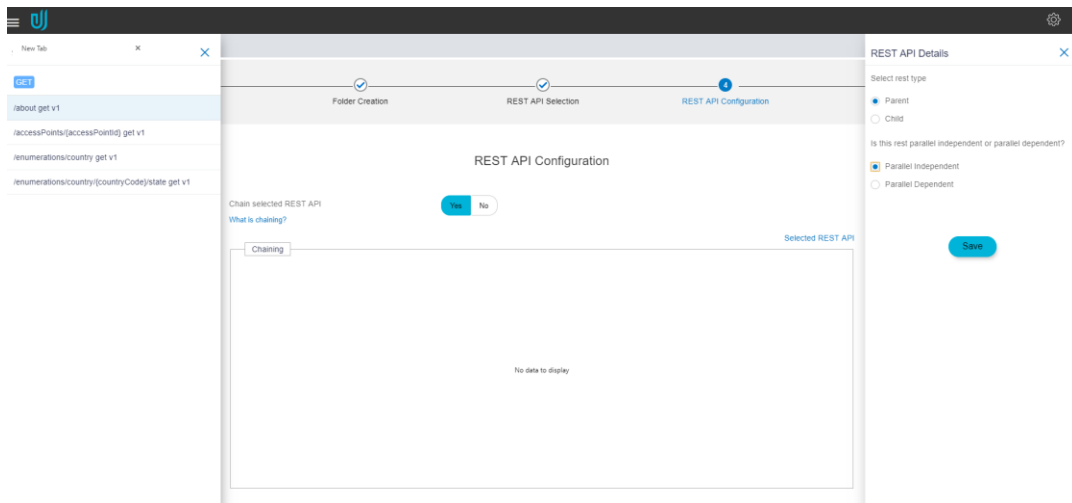 New Tab
GET
/about get v1
/accessPoints/{accessPointId} get v1
/enumerations/country get v1
/enumerations/country/{countryCode}/state get v1
Folder Creation
REST API Selection
4
REST API Configuration
REST API Configuration
Chain selected REST API
Yes No
What is chaining?
Selected REST API
Chaining
No data to display
REST API Details
Select rest type
Parent
Child
Is this rest parallel independent or parallel dependent?
Parallel Independent
Parallel Dependent
Save